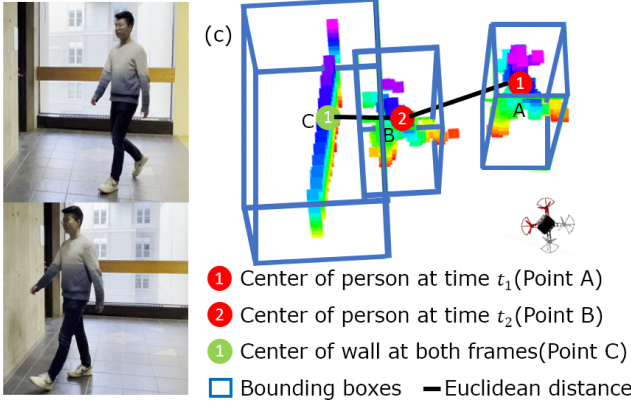 (c)
1
A
C
1
2
B
1 Center of person at time t₁(Point A)
2 Center of person at time t₂(Point B)
1 Center of wall at both frames(Point C)
Bounding boxes
Euclidean distance